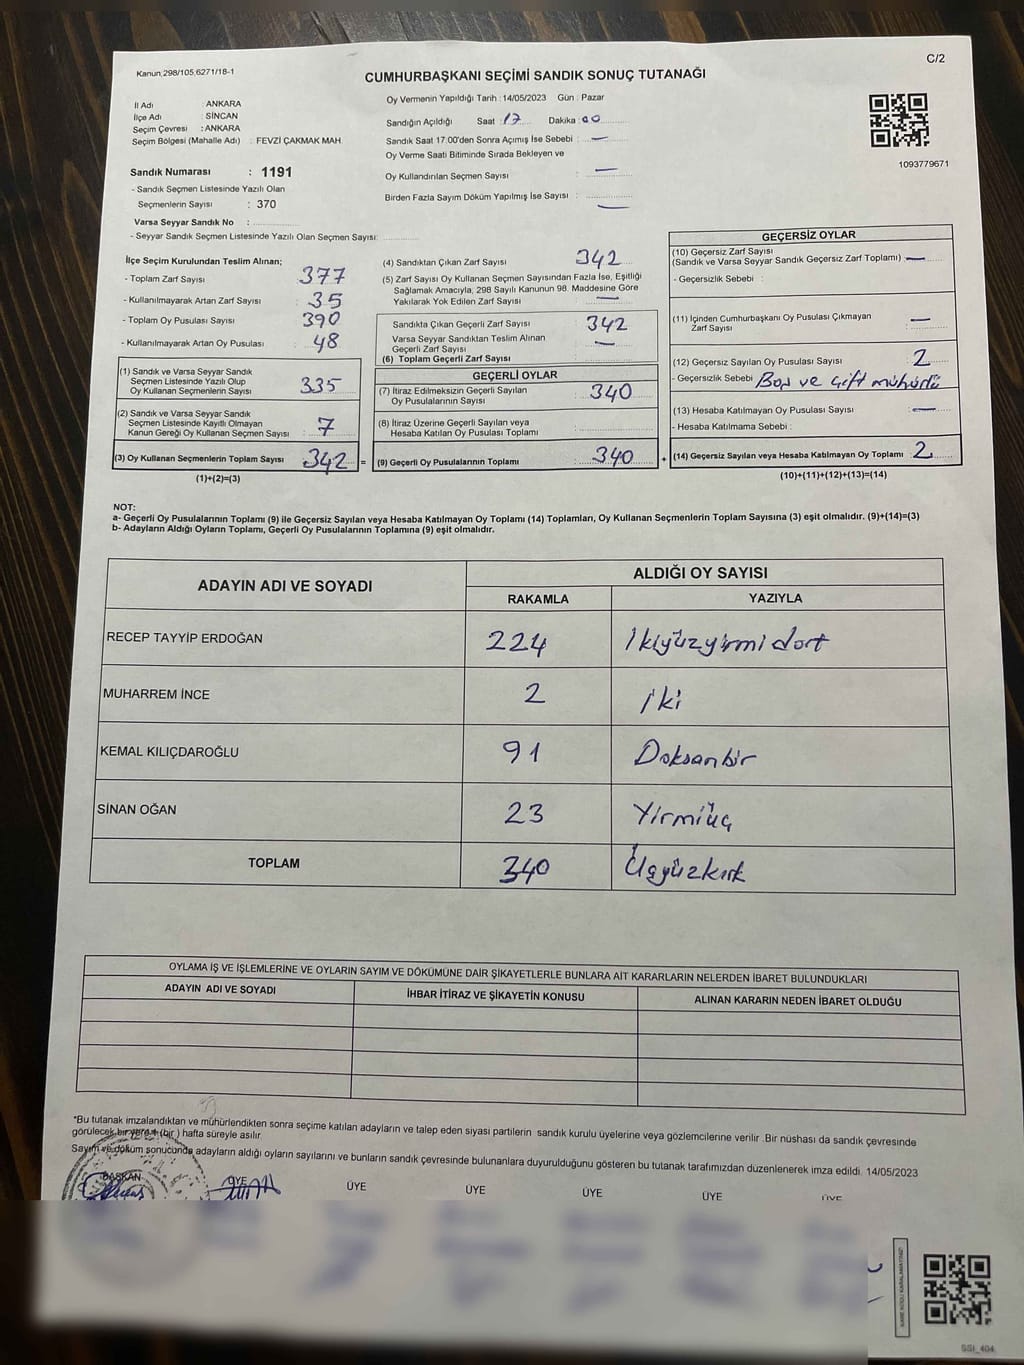 Kanun;298/105,6271/18-1
C/2
CUMHURBAŞKANI SEÇİMİ SANDIK SONUÇ TUTANAĞI
İl Adı : ANKARA
İlçe Adı : SİNCAN
Seçim Çevresi : ANKARA
Seçim Bölgesi (Mahalle Adı) : FEVZİ ÇAKMAK MAH
Sandık Numarası : 1191
- Sandık Seçmen Listesinde Yazılı Olan
Seçmenlerin Sayısı : 370
Varsa Seyyar Sandık No :
- Seyyar Sandık Seçmen Listesinde Yazılı Olan Seçmen Sayısı:
Oy Vermenin Yapıldığı Tarih : 14/05/2023 Gün : Pazar
Sandığın Açıldığı Saat : 17 Dakika : 00
Sandık Saat 17.00'den Sonra Açımış İse Sebebi : —
Oy Verme Saati Bitiminde Sırada Bekleyen ve
Oy Kullandırılan Seçmen Sayısı : —
Birden Fazla Sayım Döküm Yapılmış İse Sayısı : —
1093779671
İlçe Seçim Kurulundan Teslim Alınan;
- Toplam Zarf Sayısı : 377
- Kullanılmayarak Artan Zarf Sayısı : 35
- Toplam Oy Pusulası Sayısı : 390
- Kullanılmayarak Artan Oy Pusulası : 48
(1) Sandık ve Varsa Seyyar Sandık
Seçmen Listesinde Yazılı Olup
Oy Kullanan Seçmenlerin Sayısı : 335
(2) Sandık ve Varsa Seyyar Sandık
Seçmen Listesinde Kayıtlı Olmayan
Kanun Gereği Oy Kullanan Seçmen Sayısı : 7
(3) Oy Kullanan Seçmenlerin Toplam Sayısı : 342 =
(1)+(2)=(3)
(4) Sandıktan Çıkan Zarf Sayısı : 342
(5) Zarf Sayısı Oy Kullanan Seçmen Sayısından Fazla İse, Eşitliği
Sağlamak Amacıyla, 298 Sayılı Kanunun 98. Maddesine Göre
Yakılarak Yok Edilen Zarf Sayısı : —
Sandıkta Çıkan Geçerli Zarf Sayısı : 342
Varsa Seyyar Sandıktan Teslim Alınan
Geçerli Zarf Sayısı : —
(6) Toplam Geçerli Zarf Sayısı :
GEÇERLİ OYLAR
(7) İtiraz Edilmeksizin Geçerli Sayılan
Oy Pusulalarının Sayısı : 340
(8) İtiraz Üzerine Geçerli Sayılan veya
Hesaba Katılan Oy Pusulası Toplamı :
(9) Geçerli Oy Pusulalarının Toplamı : 340 +
GEÇERSİZ OYLAR
(10) Geçersiz Zarf Sayısı
(Sandık ve Varsa Seyyar Sandık Geçersiz Zarf Toplamı) : —
- Geçersizlik Sebebi :
(11) İçinden Cumhurbaşkanı Oy Pusulası Çıkmayan
Zarf Sayısı : —
(12) Geçersiz Sayılan Oy Pusulası Sayısı : 2
- Geçersizlik Sebebi : Boş ve çift mühürlü
(13) Hesaba Katılmayan Oy Pusulası Sayısı : —
- Hesaba Katılmama Sebebi :
(14) Geçersiz Sayılan veya Hesaba Katılmayan Oy Toplamı : 2
(10)+(11)+(12)+(13)=(14)
NOT:
a- Geçerli Oy Pusulalarının Toplamı (9) ile Geçersiz Sayılan veya Hesaba Katılmayan Oy Toplamı (14) Toplamları, Oy Kullanan Seçmenlerin Toplam Sayısına (3) eşit olmalıdır. (9)+(14)=(3)
b- Adayların Aldığı Oyların Toplamı, Geçerli Oy Pusulalarının Toplamına (9) eşit olmalıdır.
ADAYIN ADI VE SOYADI ALDIĞI OY SAYISI
RAKAMLA YAZIYLA
RECEP TAYYİP ERDOĞAN 224 İkiyüzyirmi dört
MUHARREM İNCE 2 iki
KEMAL KILIÇDAROĞLU 91 Doksanbir
SİNAN OĞAN 23 Yirmiüç
TOPLAM 340 Üçyüzkırk
OYLAMA İŞ VE İŞLEMLERİNE VE OYLARIN SAYIM VE DÖKÜMÜNE DAİR ŞİKAYETLERLE BUNLARA AİT KARARLARIN NELERDEN İBARET BULUNDUKLARI
ADAYIN ADI VE SOYADI İHBAR İTİRAZ VE ŞİKAYETİN KONUSU ALINAN KARARIN NEDEN İBARET OLDUĞU
*Bu tutanak imzalandıktan ve mühürlendikten sonra seçime katılan adayların ve talep eden siyasi partilerin sandık kurulu üyelerine veya gözlemcilerine verilir .Bir nüshası da sandık çevresinde
görülecek bir yere 1 (bir ) hafta süreyle asılır.
Sayım ve döküm sonucunda adayların aldığı oyların sayılarını ve bunların sandık çevresinde bulunanlara duyurulduğunu gösteren bu tutanak tarafımızdan düzenlenerek imza edildi. 14/05/2023
BAŞKAN ÜYE ÜYE ÜYE ÜYE ÜYE ÜYE
SSI_404